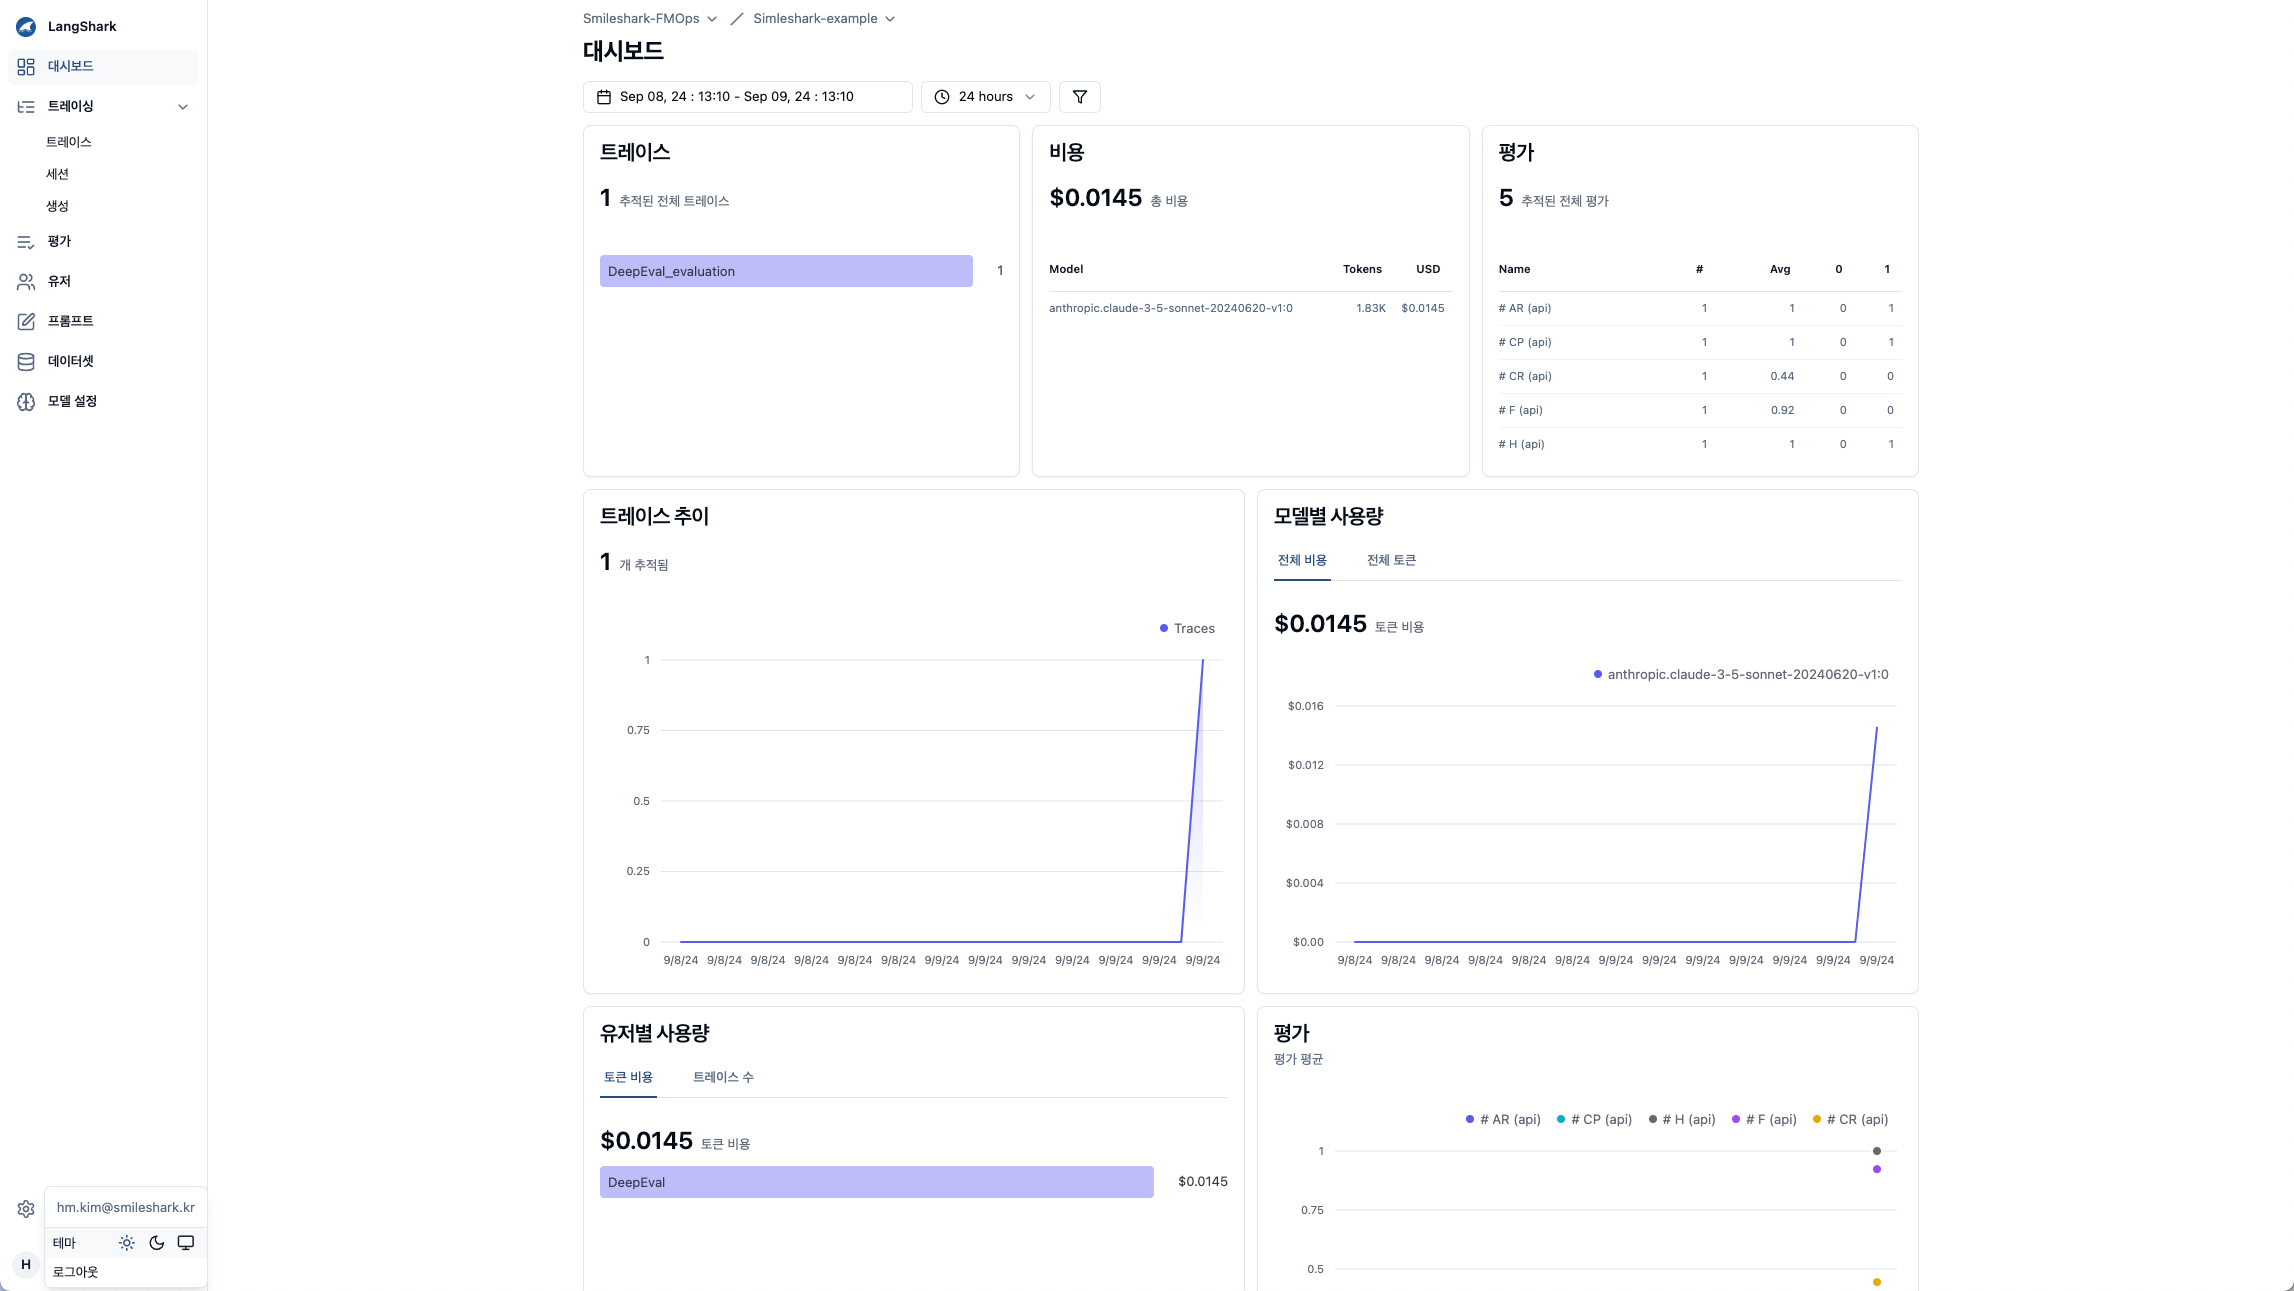 LangShark
대시보드
트레이싱
트레이스
세션
생성
평가
유저
프롬프트
데이터셋
모델 설정
hm.kim@smileshark.kr
테마
H
로그아웃
Smileshark-FMOps / Simleshark-example
대시보드
Sep 08, 24 : 13:10 - Sep 09, 24 : 13:10
24 hours
트레이스
1 추적된 전체 트레이스
DeepEval_evaluation 1
비용
$0.0145 총 비용
Model Tokens USD
anthropic.claude-3-5-sonnet-20240620-v1:0 1.83K $0.0145
평가
5 추적된 전체 평가
Name # Avg 0 1
# AR (api) 1 1 0 1
# CP (api) 1 1 0 1
# CR (api) 1 0.44 0 0
# F (api) 1 0.92 0 0
# H (api) 1 1 0 1
트레이스 추이
1 개 추적됨
Traces
1
0.75
0.5
0.25
0
9/8/24 9/8/24 9/8/24 9/8/24 9/8/24 9/8/24 9/9/24 9/9/24 9/9/24 9/9/24 9/9/24 9/9/24 9/9/24
모델별 사용량
전체 비용 전체 토큰
$0.0145 토큰 비용
anthropic.claude-3-5-sonnet-20240620-v1:0
$0.016
$0.012
$0.008
$0.004
$0.00
9/8/24 9/8/24 9/8/24 9/8/24 9/8/24 9/8/24 9/9/24 9/9/24 9/9/24 9/9/24 9/9/24 9/9/24 9/9/24
유저별 사용량
토큰 비용 트레이스 수
$0.0145 토큰 비용
DeepEval $0.0145
평가
평가 평균
# AR (api) # CP (api) # H (api) # F (api) # CR (api)
1
0.75
0.5